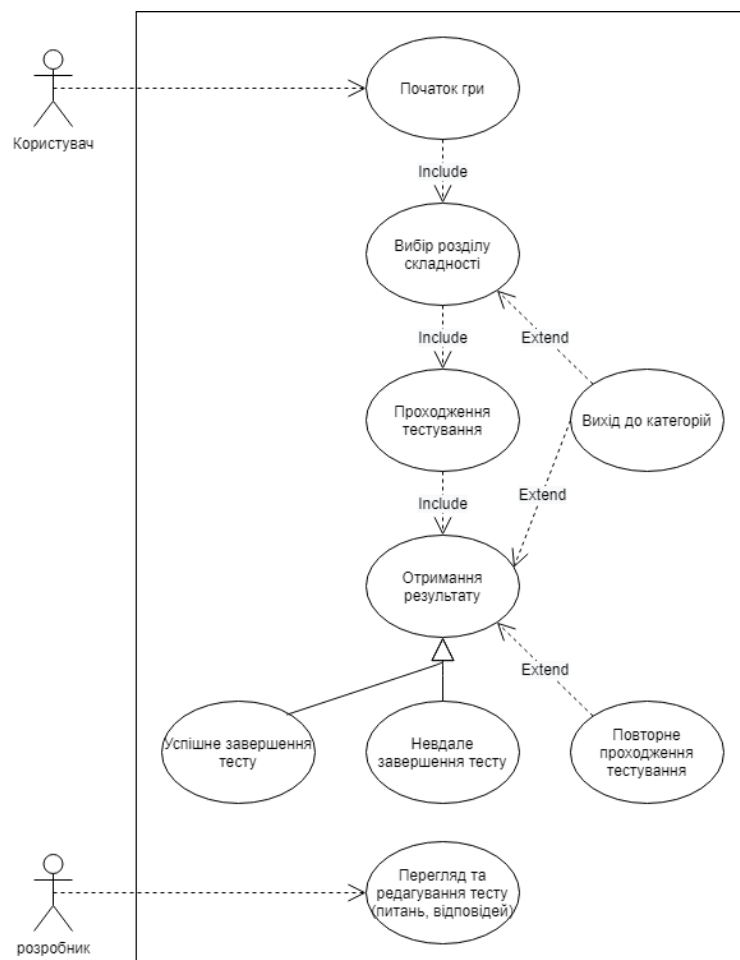 Початок гри
Користувач
Include
Вибір розділу
складності
Include
Extend
Проходження
тестування
Вихід до категорій
Include
Extend
Отримання
результату
Extend
Успішне завершення
тесту
Невдале
завершення тесту
Повторне
проходження
тестування
Перегляд та
редагування тесту
(питань, відповідей)
розробник